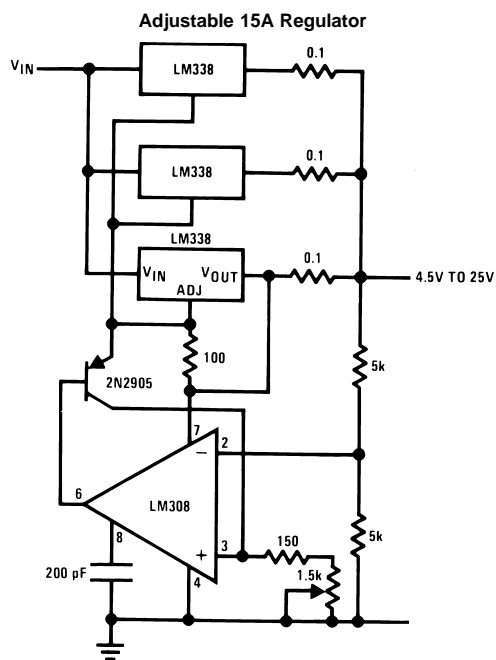 Adjustable 15A Regulator
VIN
LM338
0.1
LM338
0.1
LM338
VIN
VOUT
ADJ
0.1
4.5V TO 25V
100
5k
2N2905
7
2
6
LM308
8
3
150
5k
200 pF
4
1.5k